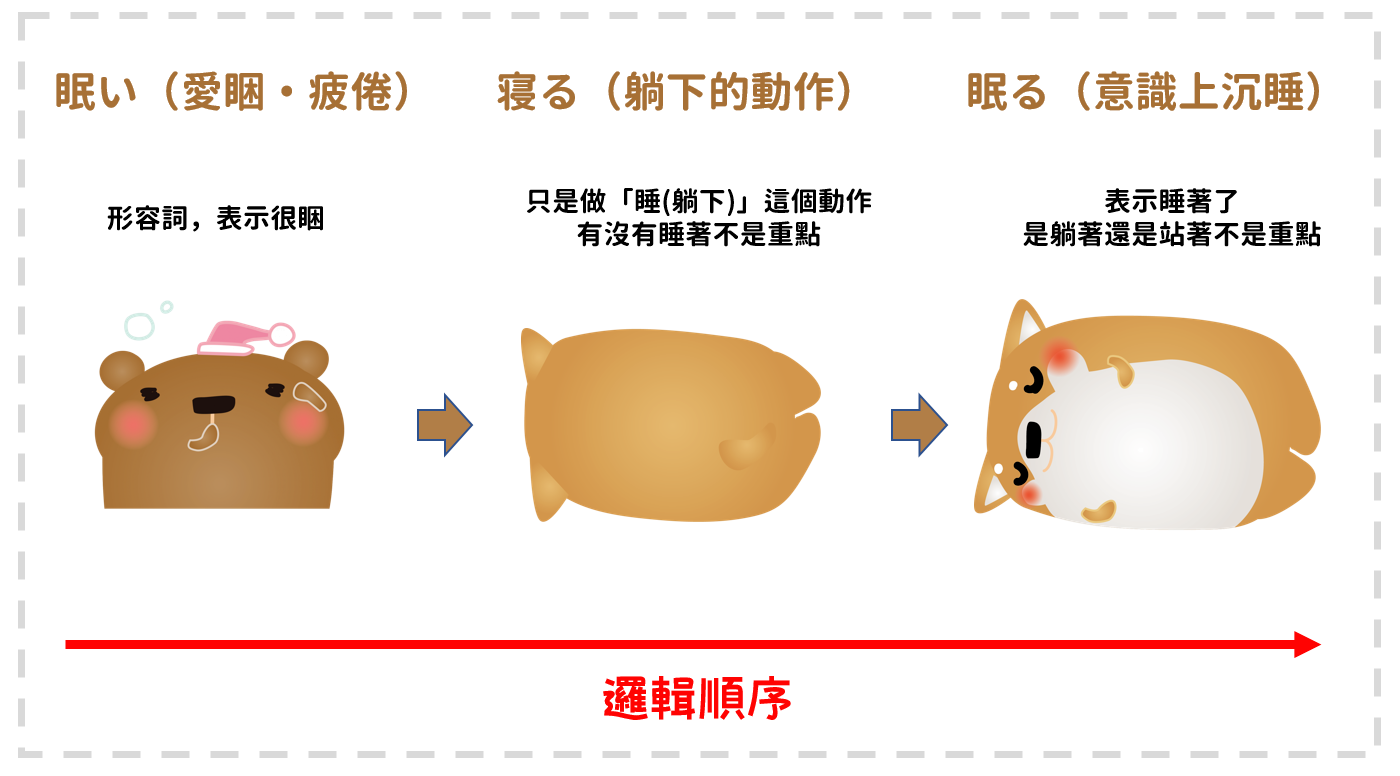 眠い（愛睏・疲倦）
寝る（躺下的動作）
眠る（意識上沉睡）
形容詞，表示很睏
只是做「睡(躺下)」這個動作
有沒有睡著不是重點
表示睡著了
是躺著還是站著不是重點
邏輯順序